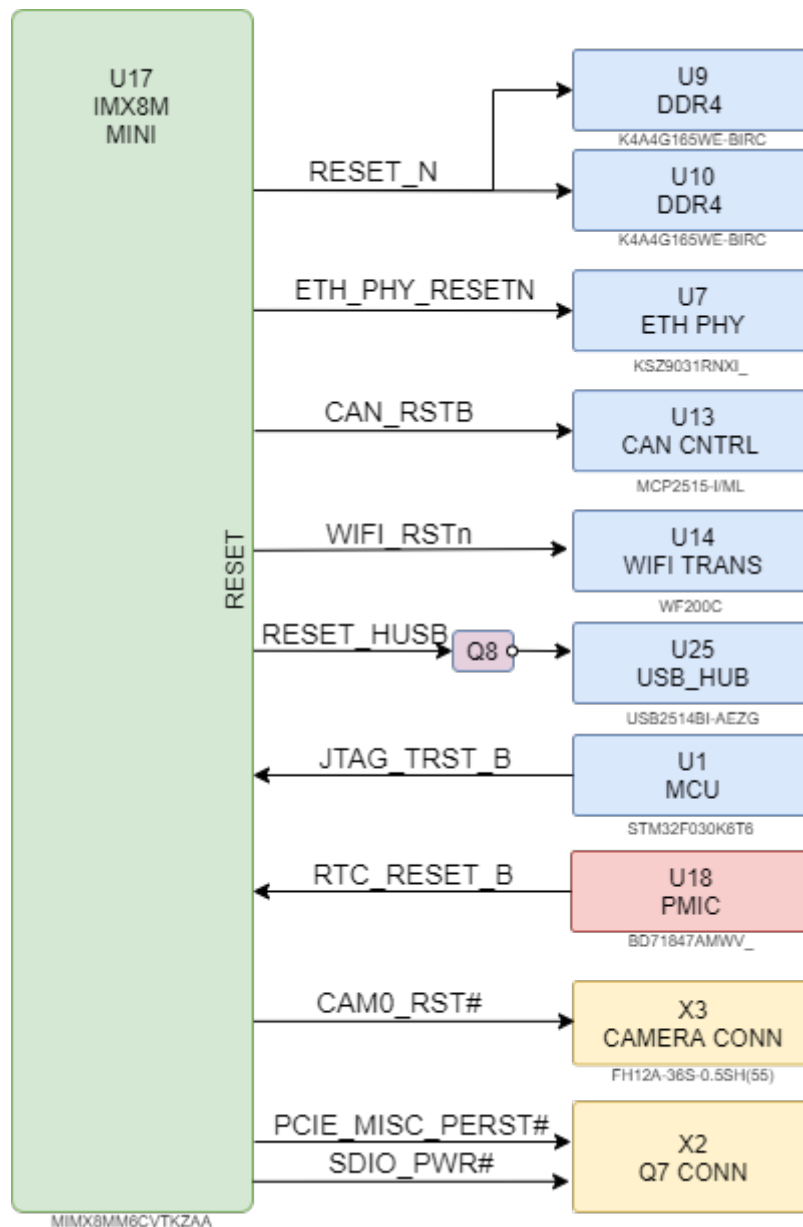 U17
IMX8M
MINI
U9
DDR4
K4A4G165WE-BIRC
RESET_N
U10
DDR4
K4A4G165WE-BIRC
ETH_PHY_RESETN
U7
ETH PHY
KSZ9031RNXI_
CAN_RSTB
U13
CAN CNTRL
MCP2515-I/ML
WIFI_RSTn
U14
WIFI TRANS
WF200C
RESET
RESET_HUSB
Q8
U25
USB_HUB
USB2514BI-AEZG
JTAG_TRST_B
U1
MCU
STM32F030K6T6
RTC_RESET_B
U18
PMIC
BD71847AMWV_
CAM0_RST#
X3
CAMERA CONN
FH12A-36S-0.5SH(55)
PCIE_MISC_PERST#
SDIO_PWR#
X2
Q7 CONN
MIMX8MM6CVTKZAA